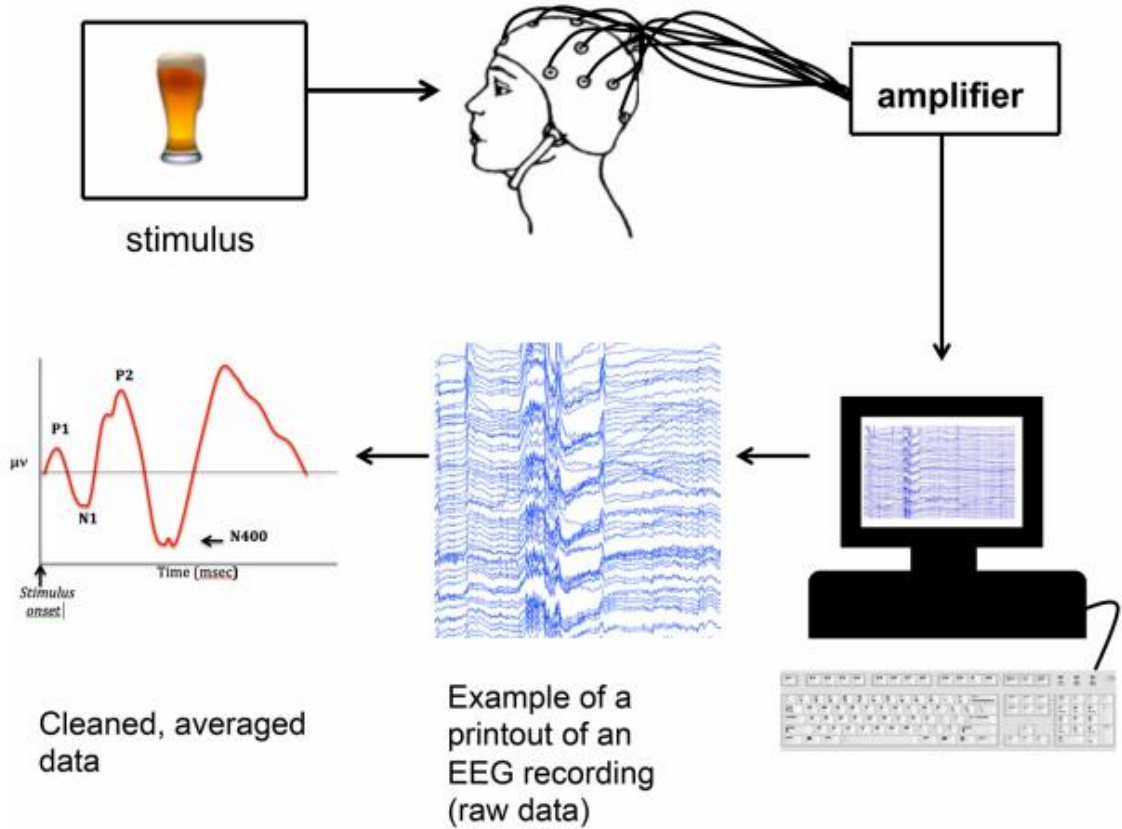 amplifier
stimulus
P2
P1
μv
N1
N400
Time (msec)
Stimulus
onset
Cleaned, averaged
data
Example of a
printout of an
EEG recording
(raw data)